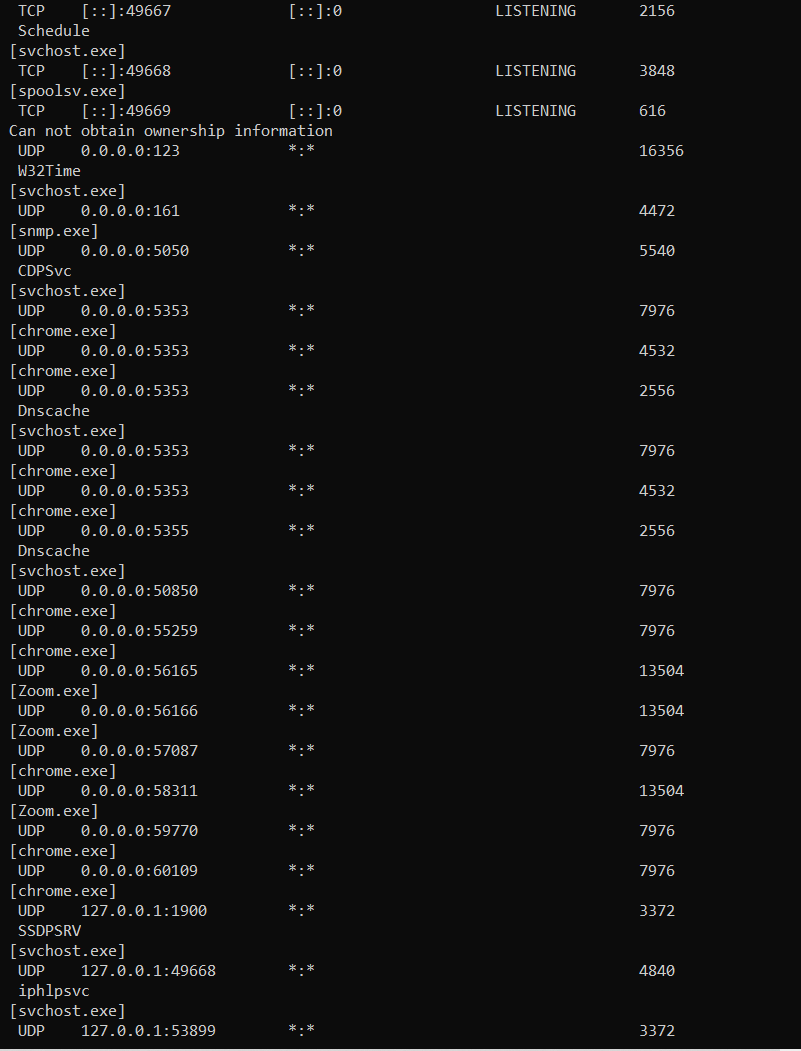 TCP    [::]:49667             [::]:0                 LISTENING       2156
Schedule
[svchost.exe]
TCP    [::]:49668             [::]:0                 LISTENING       3848
[spoolsv.exe]
TCP    [::]:49669             [::]:0                 LISTENING       616
Can not obtain ownership information
UDP    0.0.0.0:123            *:*                                    16356
W32Time
[svchost.exe]
UDP    0.0.0.0:161            *:*                                    4472
[snmp.exe]
UDP    0.0.0.0:5050           *:*                                    5540
CDPSvc
[svchost.exe]
UDP    0.0.0.0:5353           *:*                                    7976
[chrome.exe]
UDP    0.0.0.0:5353           *:*                                    4532
[chrome.exe]
UDP    0.0.0.0:5353           *:*                                    2556
Dnscache
[svchost.exe]
UDP    0.0.0.0:5353           *:*                                    7976
[chrome.exe]
UDP    0.0.0.0:5353           *:*                                    4532
[chrome.exe]
UDP    0.0.0.0:5355           *:*                                    2556
Dnscache
[svchost.exe]
UDP    0.0.0.0:50850          *:*                                    7976
[chrome.exe]
UDP    0.0.0.0:55259          *:*                                    7976
[chrome.exe]
UDP    0.0.0.0:56165          *:*                                    13504
[Zoom.exe]
UDP    0.0.0.0:56166          *:*                                    13504
[Zoom.exe]
UDP    0.0.0.0:57087          *:*                                    7976
[chrome.exe]
UDP    0.0.0.0:58311          *:*                                    13504
[Zoom.exe]
UDP    0.0.0.0:59770          *:*                                    7976
[chrome.exe]
UDP    0.0.0.0:60109          *:*                                    7976
[chrome.exe]
UDP    127.0.0.1:1900         *:*                                    3372
SSDPSRV
[svchost.exe]
UDP    127.0.0.1:49668        *:*                                    4840
iphlpsvc
[svchost.exe]
UDP    127.0.0.1:53899        *:*                                    3372